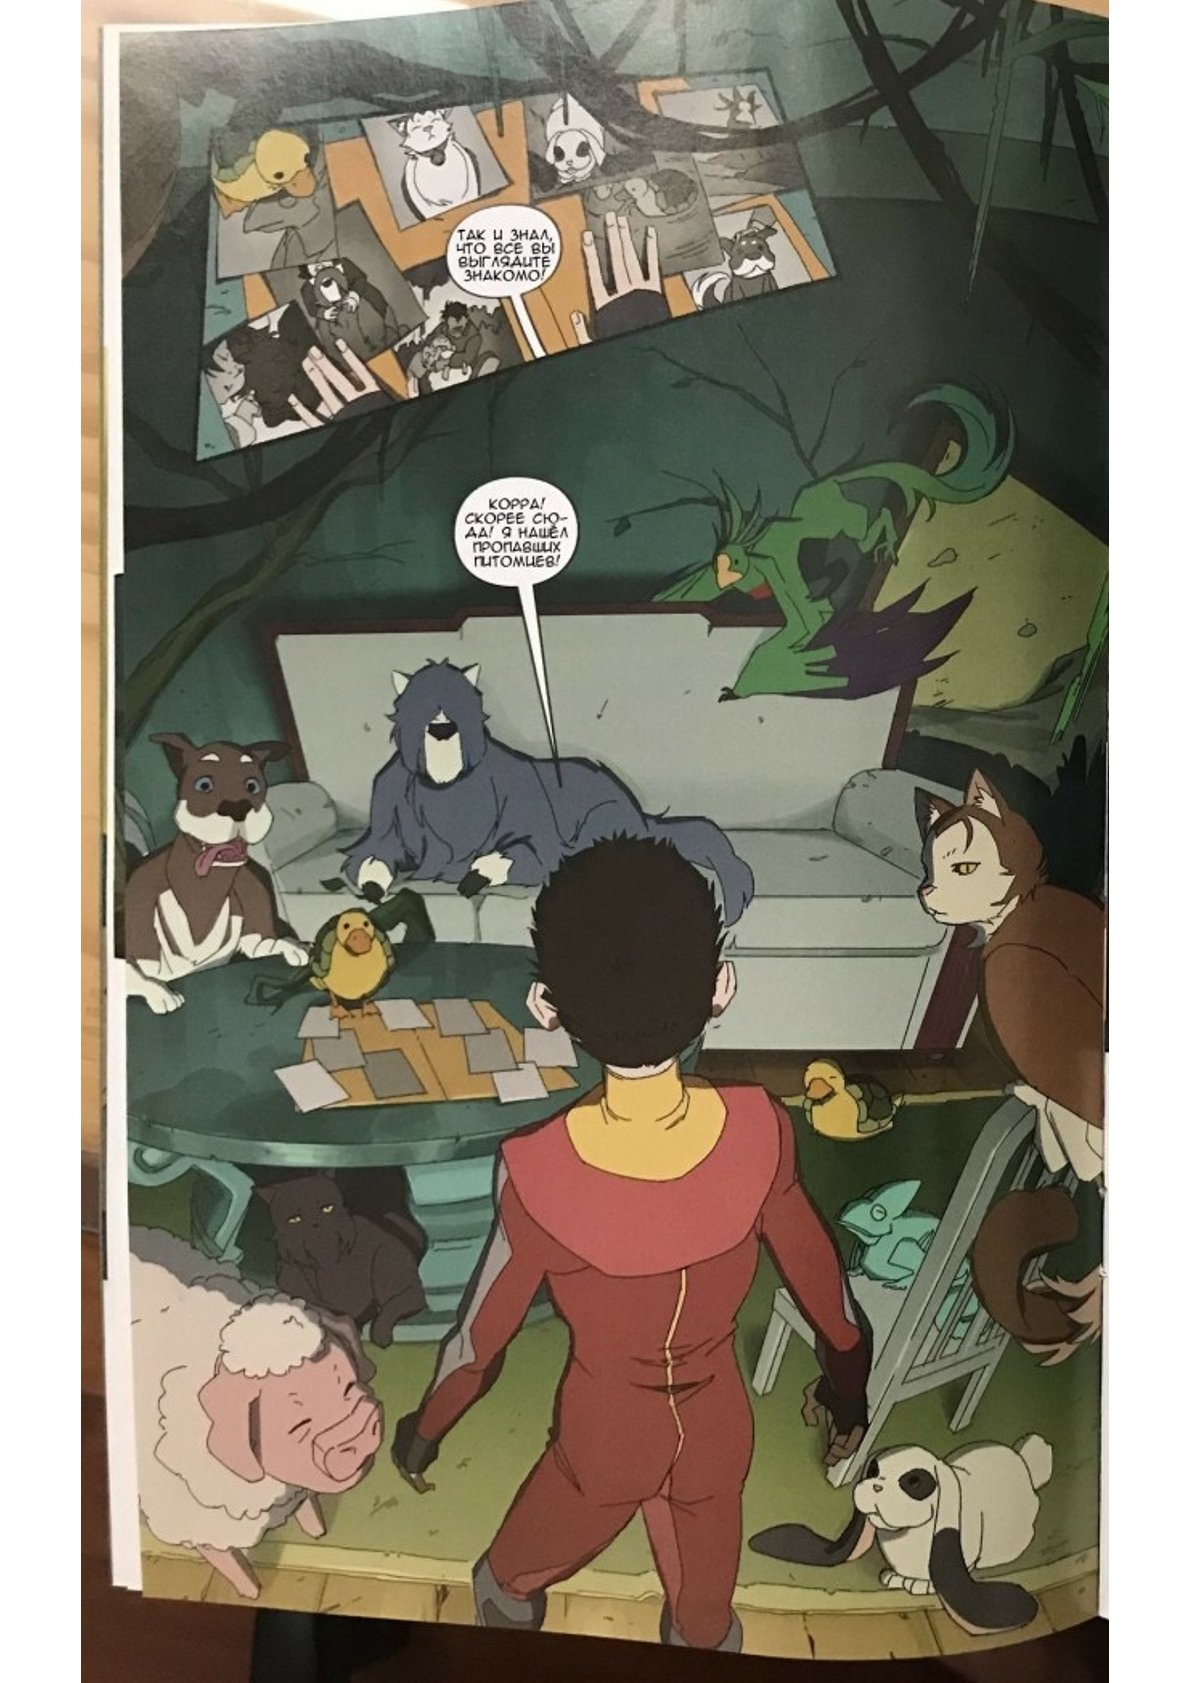 ТАК И ЗНАЛ,
ЧТО ВСЕ ВЫ
ВЫГЛЯДИТЕ
ЗНАКОМО!
КОРРА!
СКОРЕЕ СЮ-
ДА! Я НАШЁЛ
ПРОПАВШИХ
ПИТОМЦЕВ!